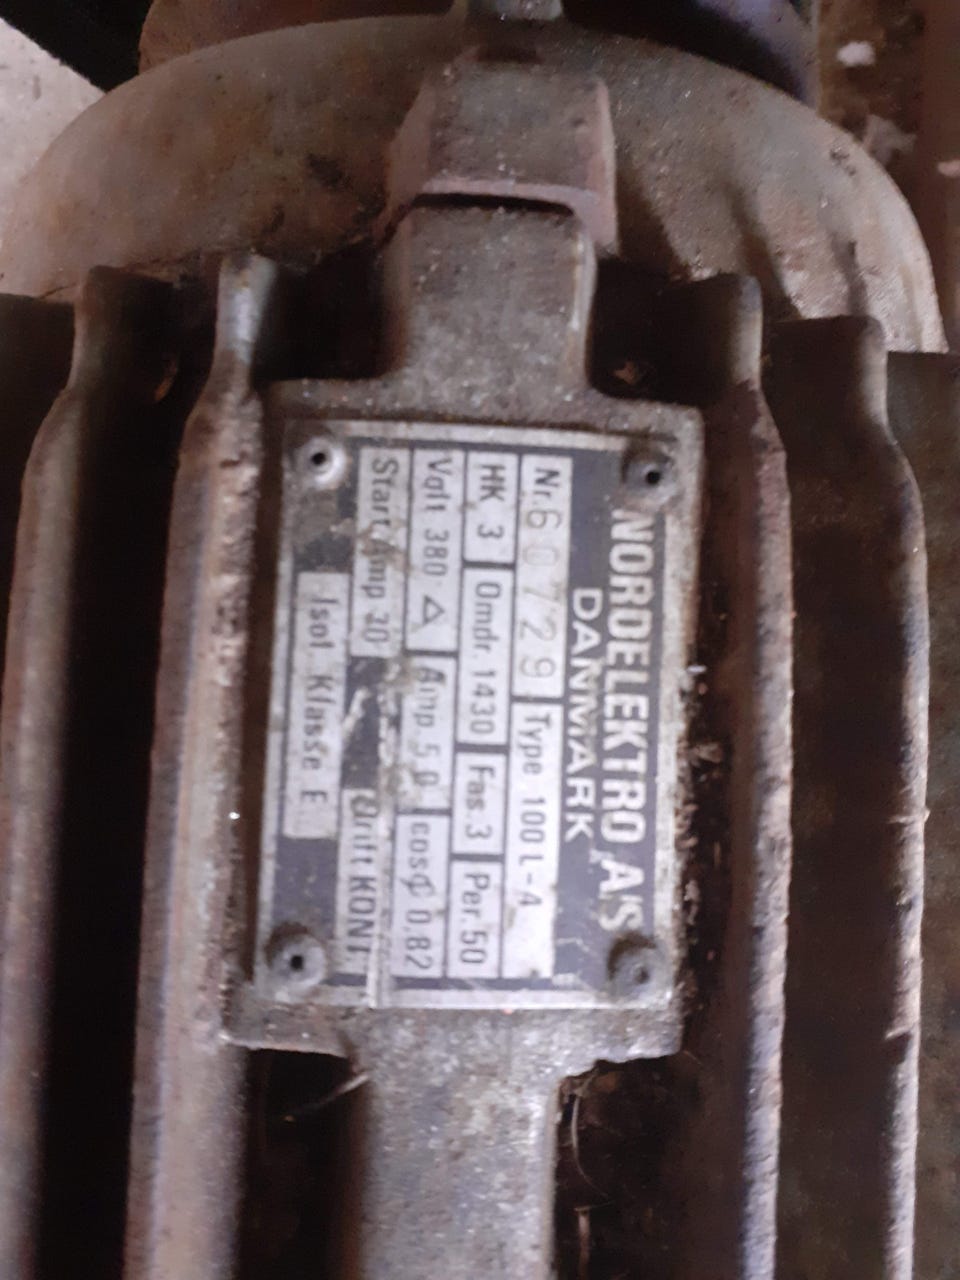 NORDELEKTRO A/S
DANMARK
Nr. 60729 Type 100 L-4
HK 3 Omdr. 1430 Fas. 3 Per. 50
Volt 380 △ Amp. 5,0 cosφ 0,82
Start Amp 30 Drift KONT.
Isol. Klasse E